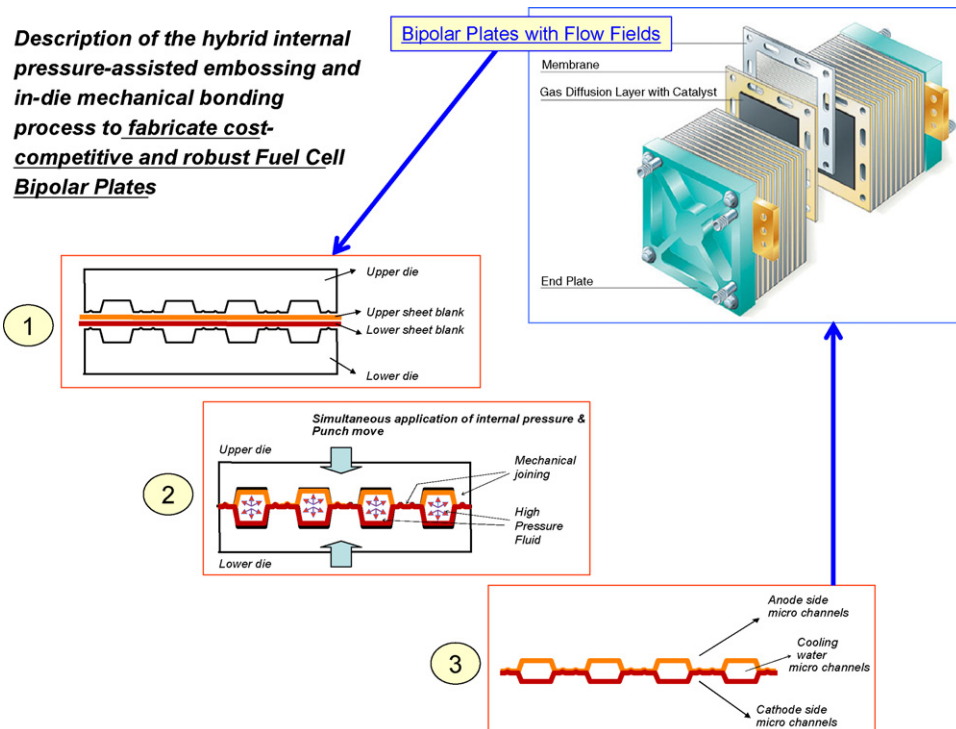 Description of the hybrid internal
pressure-assisted embossing and
in-die mechanical bonding
process to fabricate cost-
competitive and robust Fuel Cell
Bipolar Plates
Bipolar Plates with Flow Fields
Membrane
Gas Diffusion Layer with Catalyst
End Plate
1
Upper die
Upper sheet blank
Lower sheet blank
Lower die
2
Simultaneous application of internal pressure &
Punch move
Upper die
Mechanical
joining
High
Pressure
Fluid
Lower die
3
Anode side
micro channels
Cooling
water
micro channels
Cathode side
micro channels